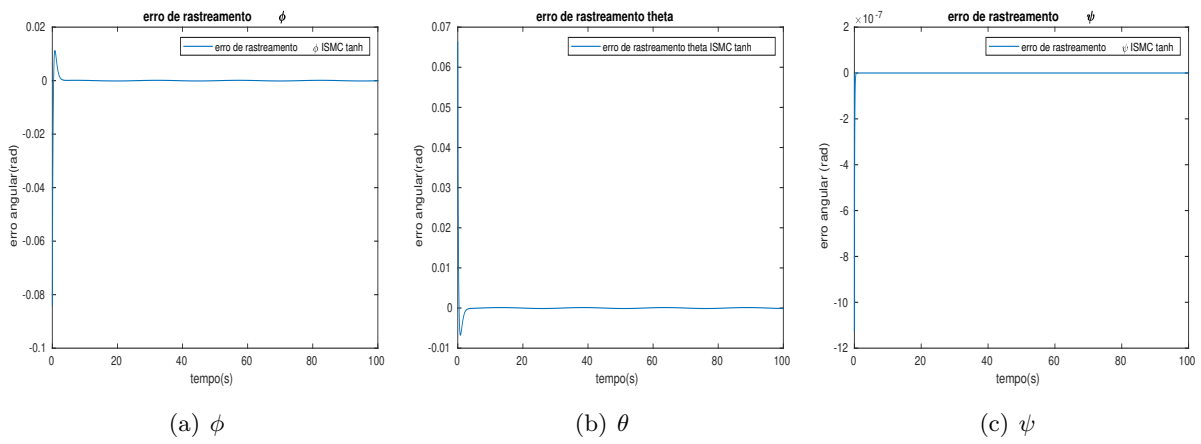 erro de rastreamento ϕ
erro de rastreamento ϕ ISMC tanh
erro angular(rad)
0.02
0
-0.02
-0.04
-0.06
-0.08
-0.1
0 20 40 60 80 100
tempo(s)
(a) ϕ
erro de rastreamento theta
erro de rastreamento theta ISMC tanh
erro angular(rad)
0.07
0.06
0.05
0.04
0.03
0.02
0.01
0
-0.01
0 20 40 60 80 100
tempo(s)
(b) θ
erro de rastreamento ψ
×10⁻⁷
erro de rastreamento ψ ISMC tanh
erro angular (rad)
2
0
-2
-4
-6
-8
-10
-12
0 20 40 60 80 100
tempo(s)
(c) ψ